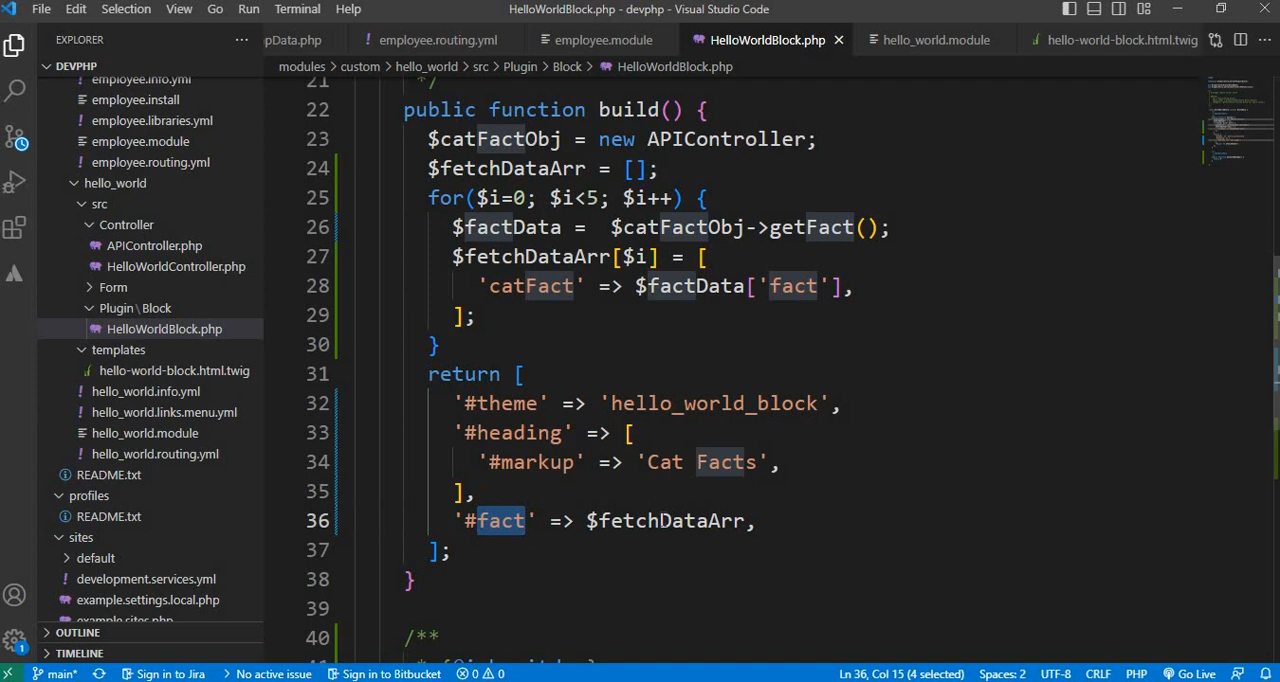 File Edit Selection View Go Run Terminal Help HelloWorldBlock.php - devphp - Visual Studio Code
EXPLORER ··· pData.php ! employee.routing.yml employee.module HelloWorldBlock.php × hello_world.module hello-world-block.html.twig ···
DEVPHP modules > custom > hello_world > src > Plugin > Block > HelloWorldBlock.php
employee.info.yml
employee.install
! employee.libraries.yml
employee.module
! employee.routing.yml
hello_world
src
Controller
APIController.php
HelloWorldController.php
Form
Plugin\Block
HelloWorldBlock.php
templates
hello-world-block.html.twig
! hello_world.info.yml
! hello_world.links.menu.yml
hello_world.module
! hello_world.routing.yml
README.txt
profiles
README.txt
sites
default
! development.services.yml
example.settings.local.php
example.sites.php
OUTLINE
TIMELINE
21 */
22 public function build() {
23 $catFactObj = new APIController;
24 $fetchDataArr = [];
25 for($i=0; $i<5; $i++) {
26 $factData =  $catFactObj->getFact();
27 $fetchDataArr[$i] = [
28 'catFact' => $factData['fact'],
29 ];
30 }
31 return [
32 '#theme' => 'hello_world_block',
33 '#heading' => [
34 '#markup' => 'Cat Facts',
35 ],
36 '#fact' => $fetchDataArr,
37 ];
38 }
39
40 /**
1
main* Sign in to Jira No active issue Sign in to Bitbucket 0 0 Ln 36, Col 15 (4 selected) Spaces: 2 UTF-8 CRLF PHP Go Live